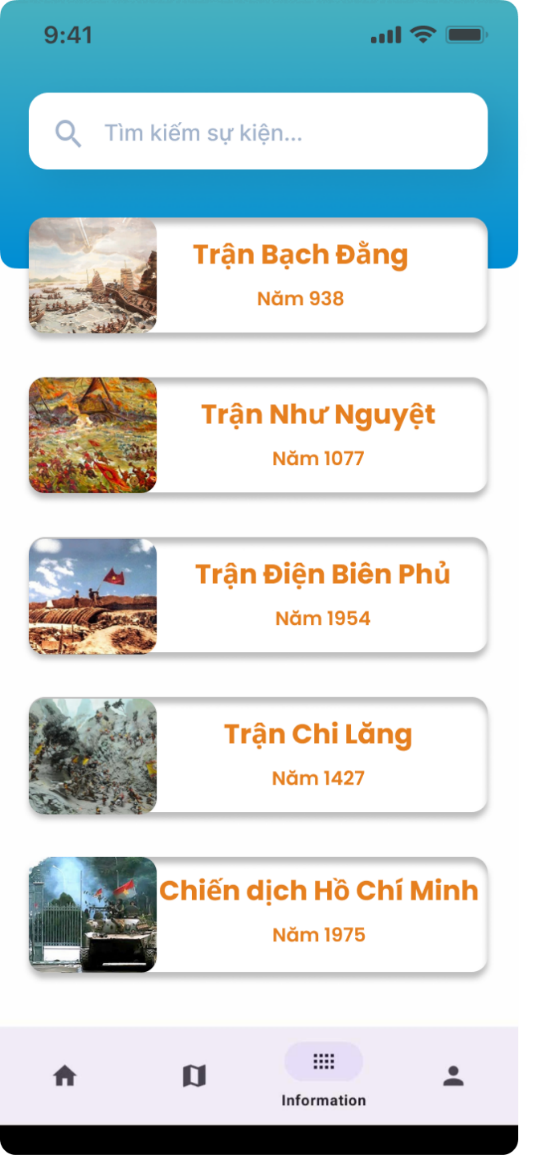 9:41
Tìm kiếm sự kiện...
Trận Bạch Đằng
Năm 938
Trận Như Nguyệt
Năm 1077
Trận Điện Biên Phủ
Năm 1954
Trận Chi Lăng
Năm 1427
Chiến dịch Hồ Chí Minh
Năm 1975
Information